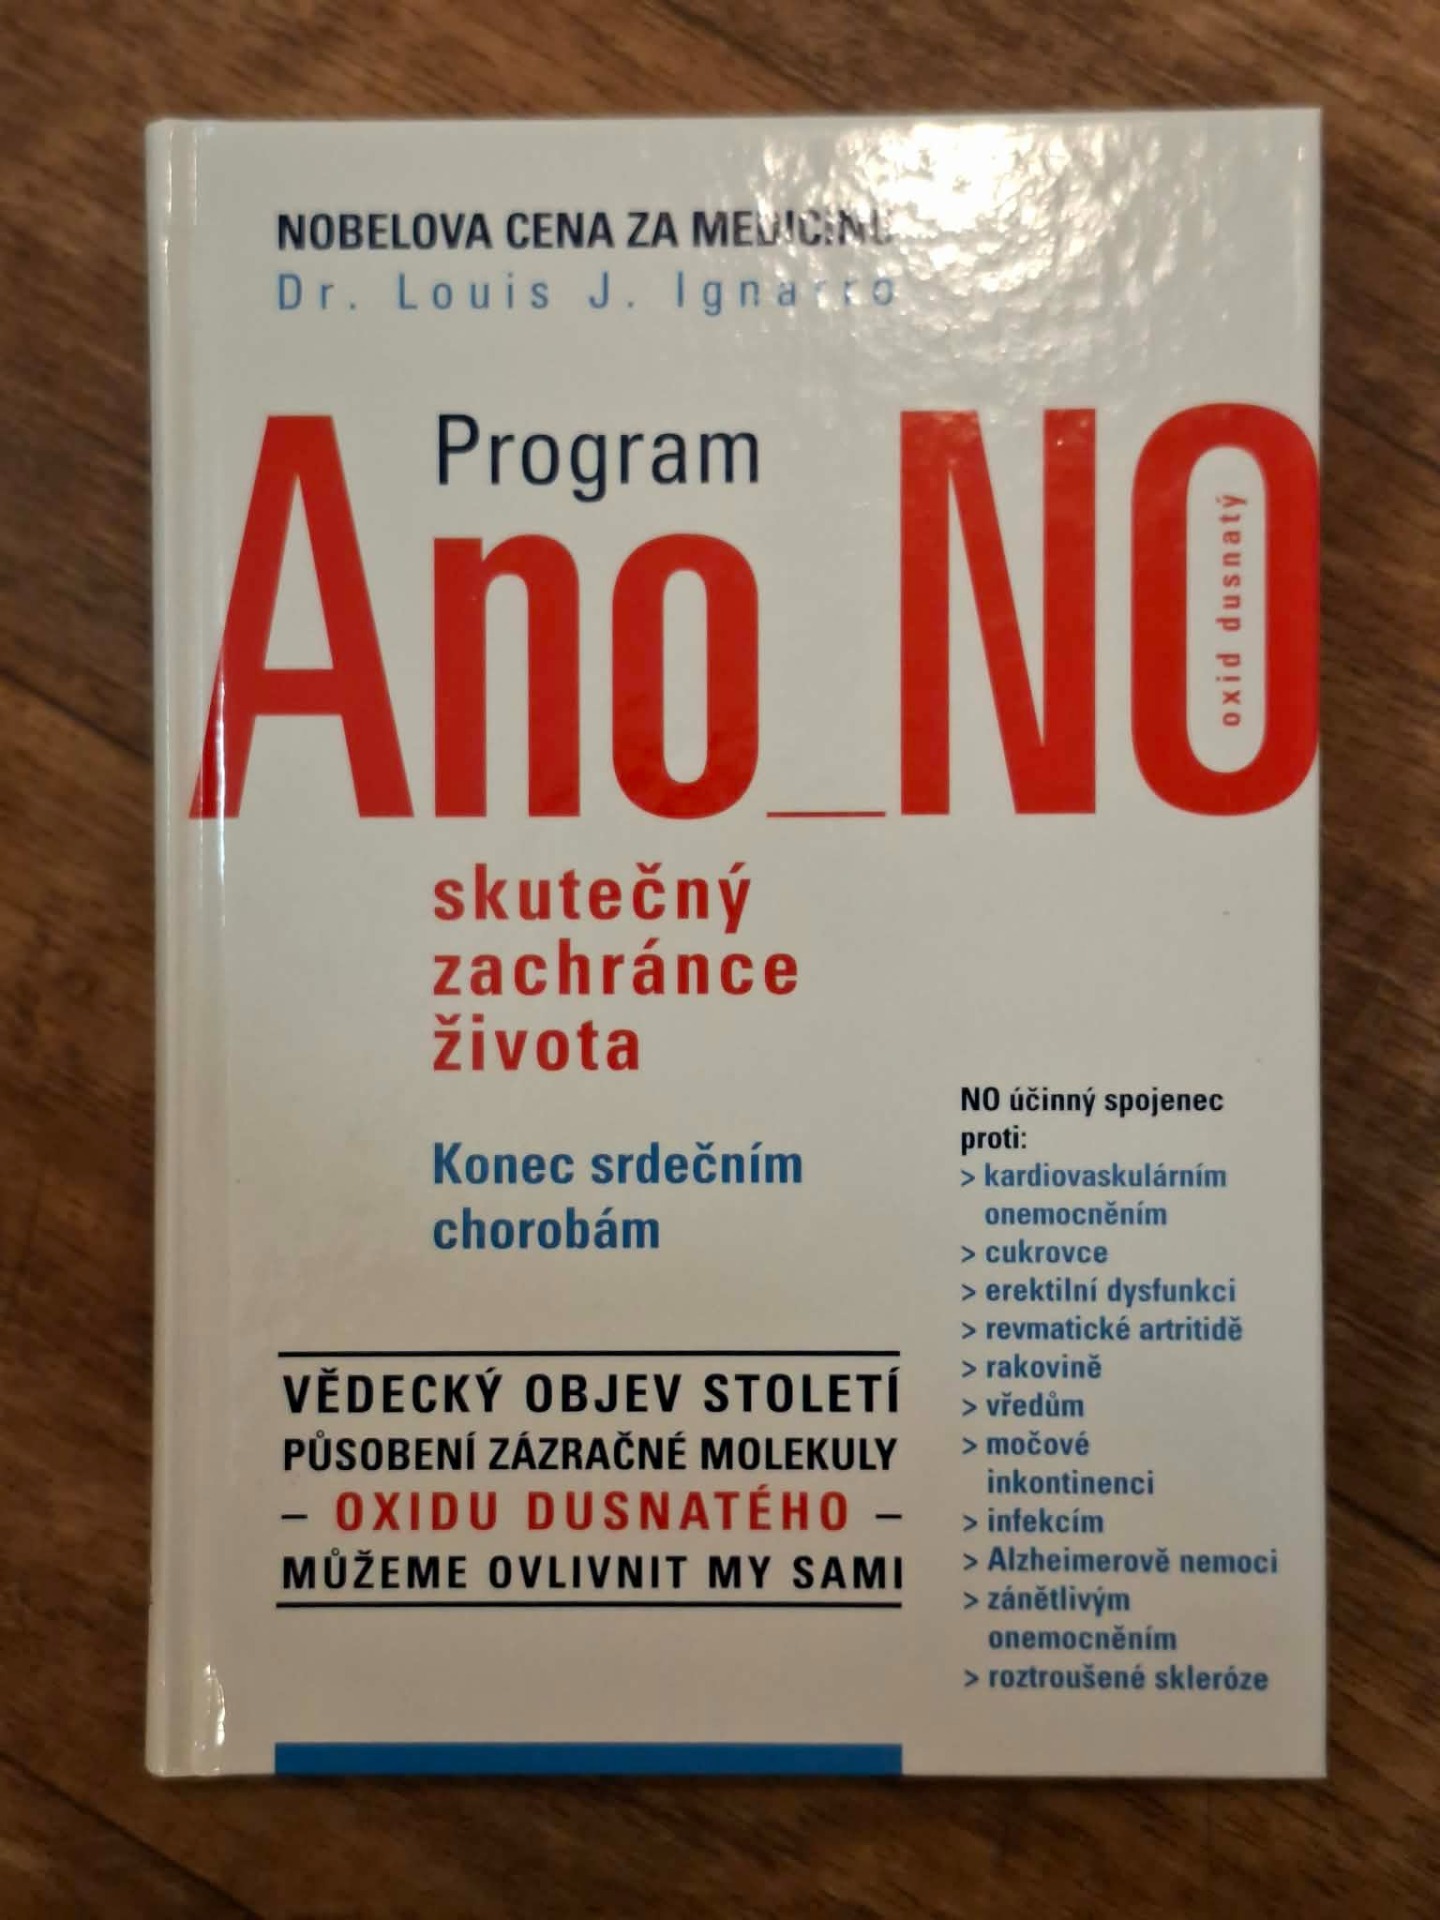 NOBELOVA CENA ZA MEDICÍNU
Dr. Louis J. Ignarro
Program
Ano_NO
oxid dusnatý
skutečný
zachránce
života
Konec srdečním
chorobám
VĚDECKÝ OBJEV STOLETÍ
PŮSOBENÍ ZÁZRAČNÉ MOLEKULY
– OXIDU DUSNATÉHO –
MŮŽEME OVLIVNIT MY SAMI
NO účinný spojenec
proti:
> kardiovaskulárním
onemocněním
> cukrovce
> erektilní dysfunkci
> revmatické artritidě
> rakovině
> vředům
> močové
inkontinenci
> infekcím
> Alzheimerově nemoci
> zánětlivým
onemocněním
> roztroušené skleróze